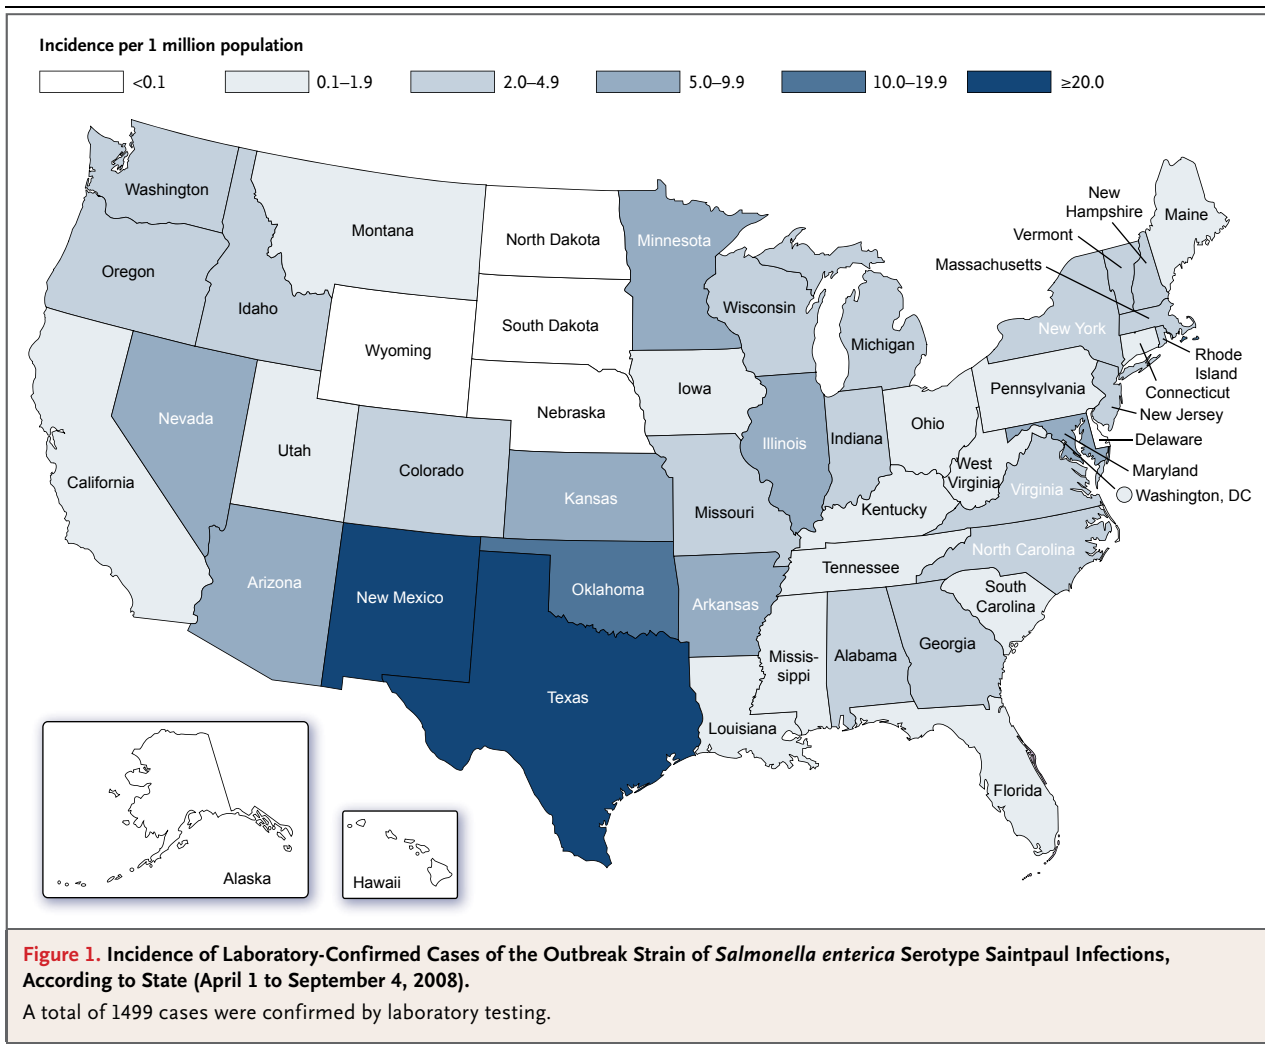 Incidence per 1 million population
<0.1
0.1–1.9
2.0–4.9
5.0–9.9
10.0–19.9
≥20.0
Washington
Montana
North Dakota
Minnesota
New
Hampshire
Maine
Vermont
Massachusetts
Oregon
Idaho
South Dakota
Wisconsin
New York
Michigan
Rhode
Island
Wyoming
Iowa
Pennsylvania
Connecticut
New Jersey
Nevada
Nebraska
Ohio
Delaware
Utah
Colorado
Illinois
Indiana
Maryland
West
Virginia
Virginia
Washington, DC
California
Kansas
Missouri
Kentucky
North Carolina
Arizona
New Mexico
Oklahoma
Arkansas
Tennessee
South
Carolina
Missis-
sippi
Alabama
Georgia
Texas
Louisiana
Florida
Alaska
Hawaii
Figure 1. Incidence of Laboratory-Confirmed Cases of the Outbreak Strain of Salmonella enterica Serotype Saintpaul Infections,
According to State (April 1 to September 4, 2008).
A total of 1499 cases were confirmed by laboratory testing.